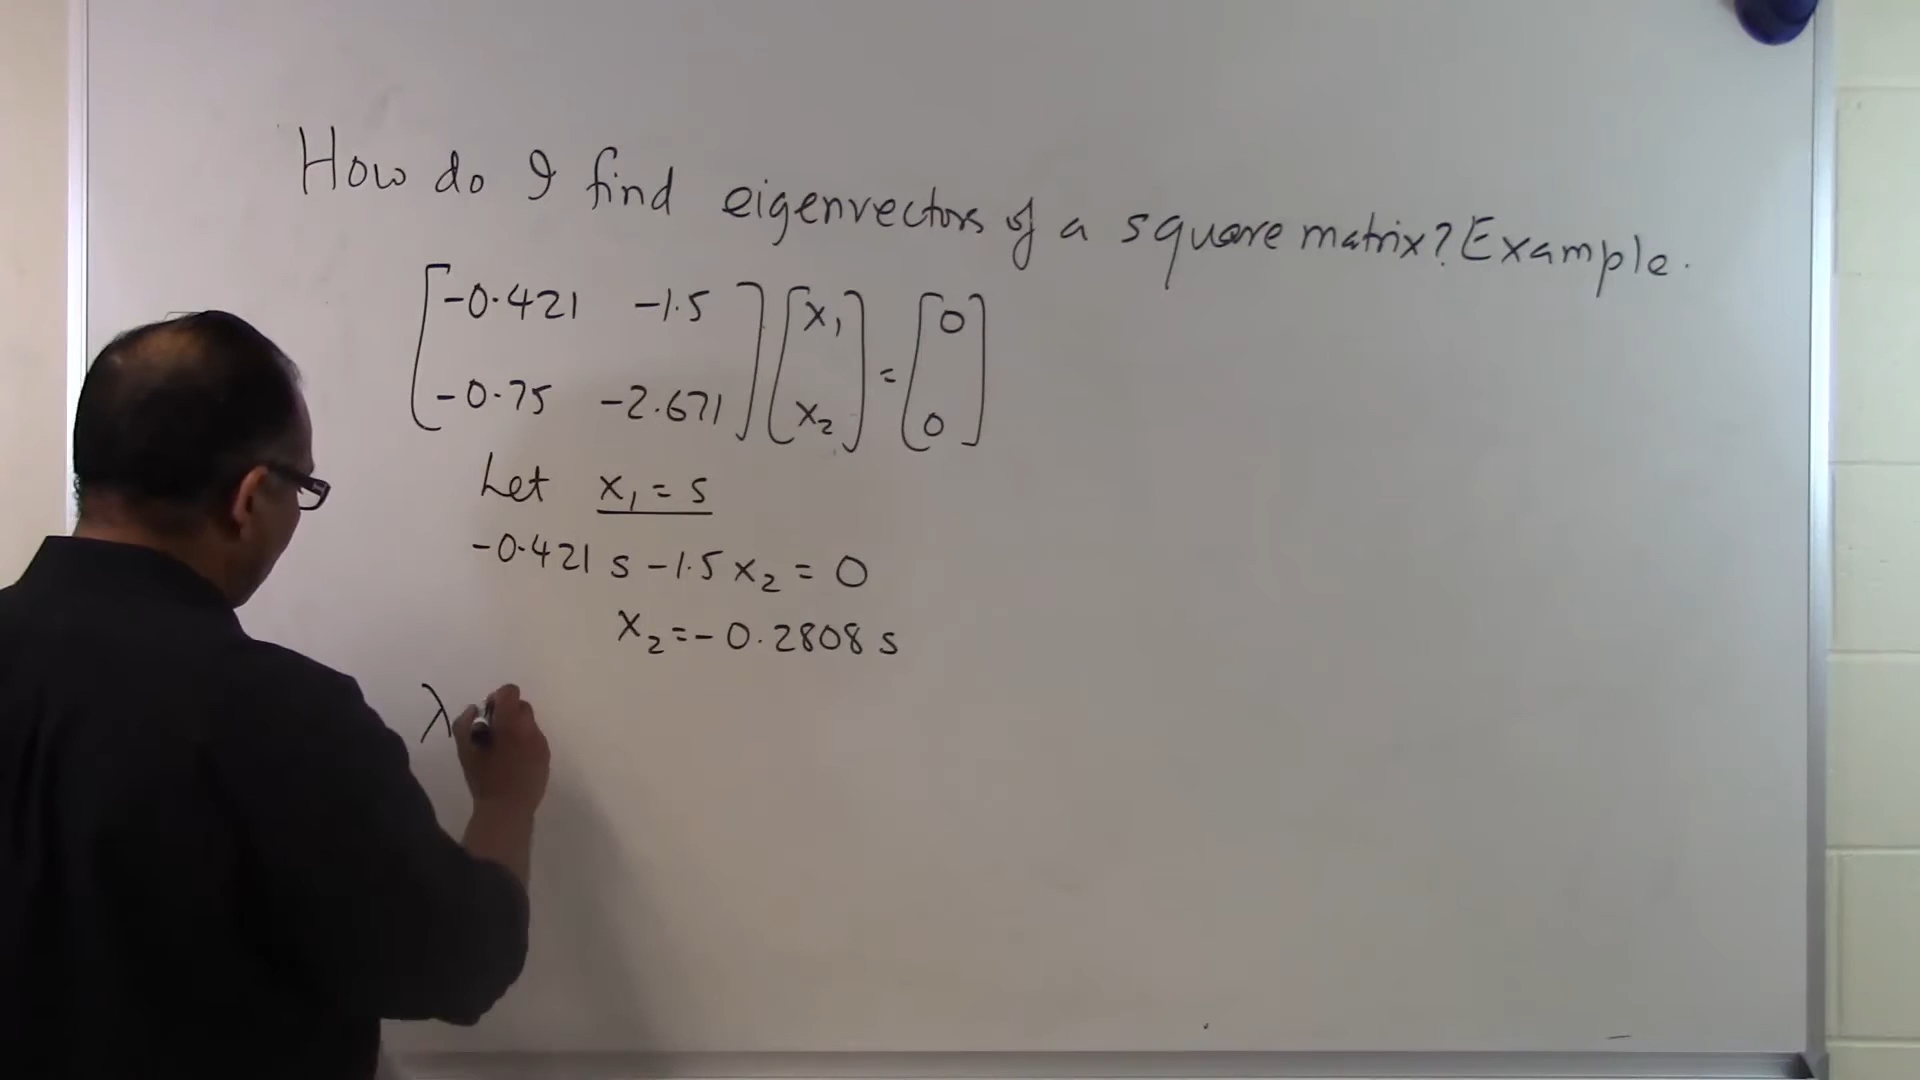 How do I find eigenvectors of a square matrix? Example.
[-0.421 -1.5] [x₁] = [0]
[-0.75 -2.671] [x₂] [0]
Let x₁ = s
-0.421 s - 1.5 x₂ = 0
x₂ = - 0.2808 s
λ